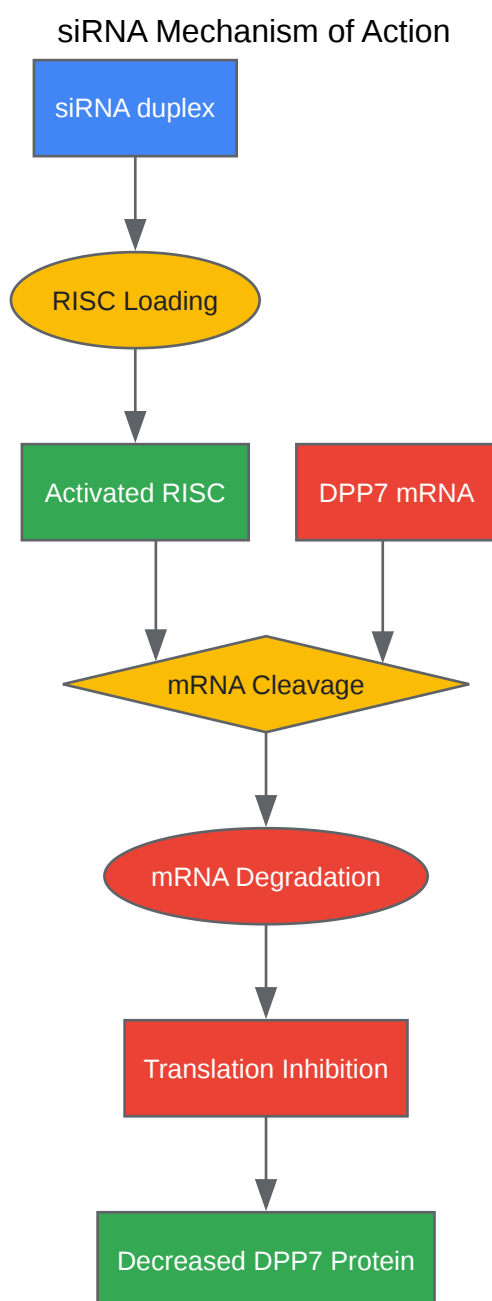 siRNA Mechanism of Action
siRNA duplex
RISC Loading
Activated RISC
DPP7 mRNA
mRNA Cleavage
mRNA Degradation
Translation Inhibition
Decreased DPP7 Protein